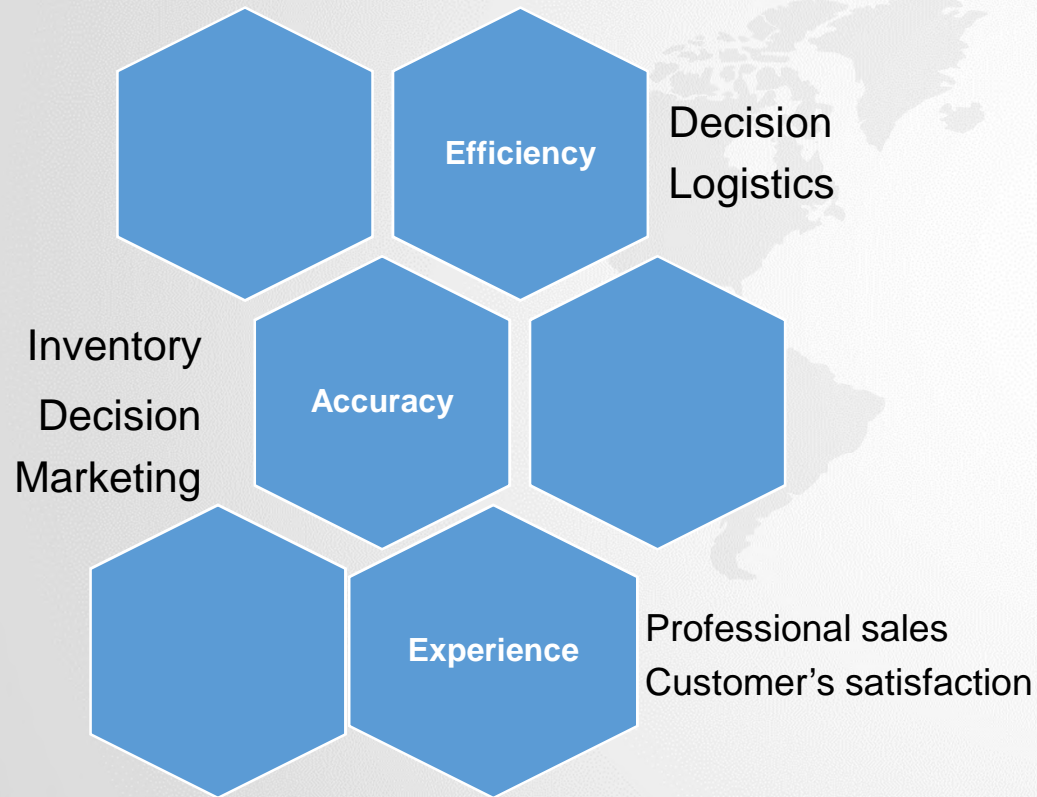 Efficiency
Decision
Logistics
Inventory
Decision
Marketing
Accuracy
Experience
Professional sales
Customer’s satisfaction